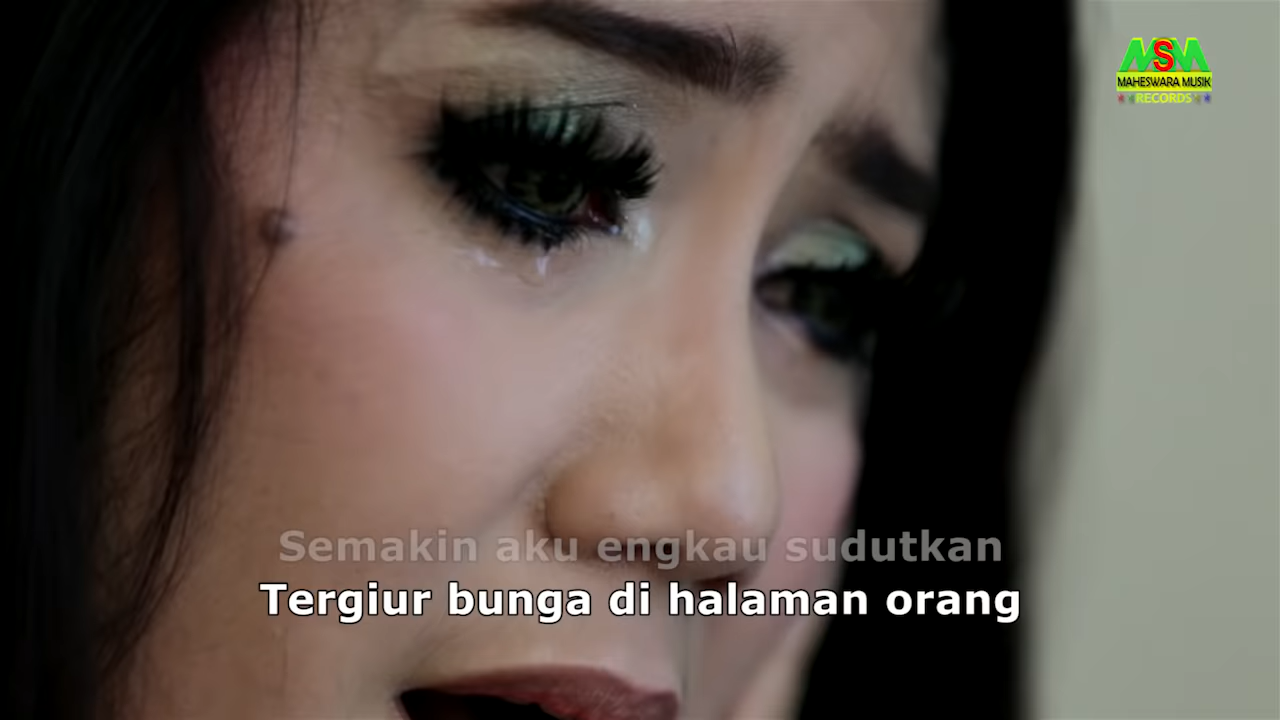 MSM
MAHESWARA MUSIK
RECORDS
Semakin aku engkau sudutkan
Tergiur bunga di halaman orang